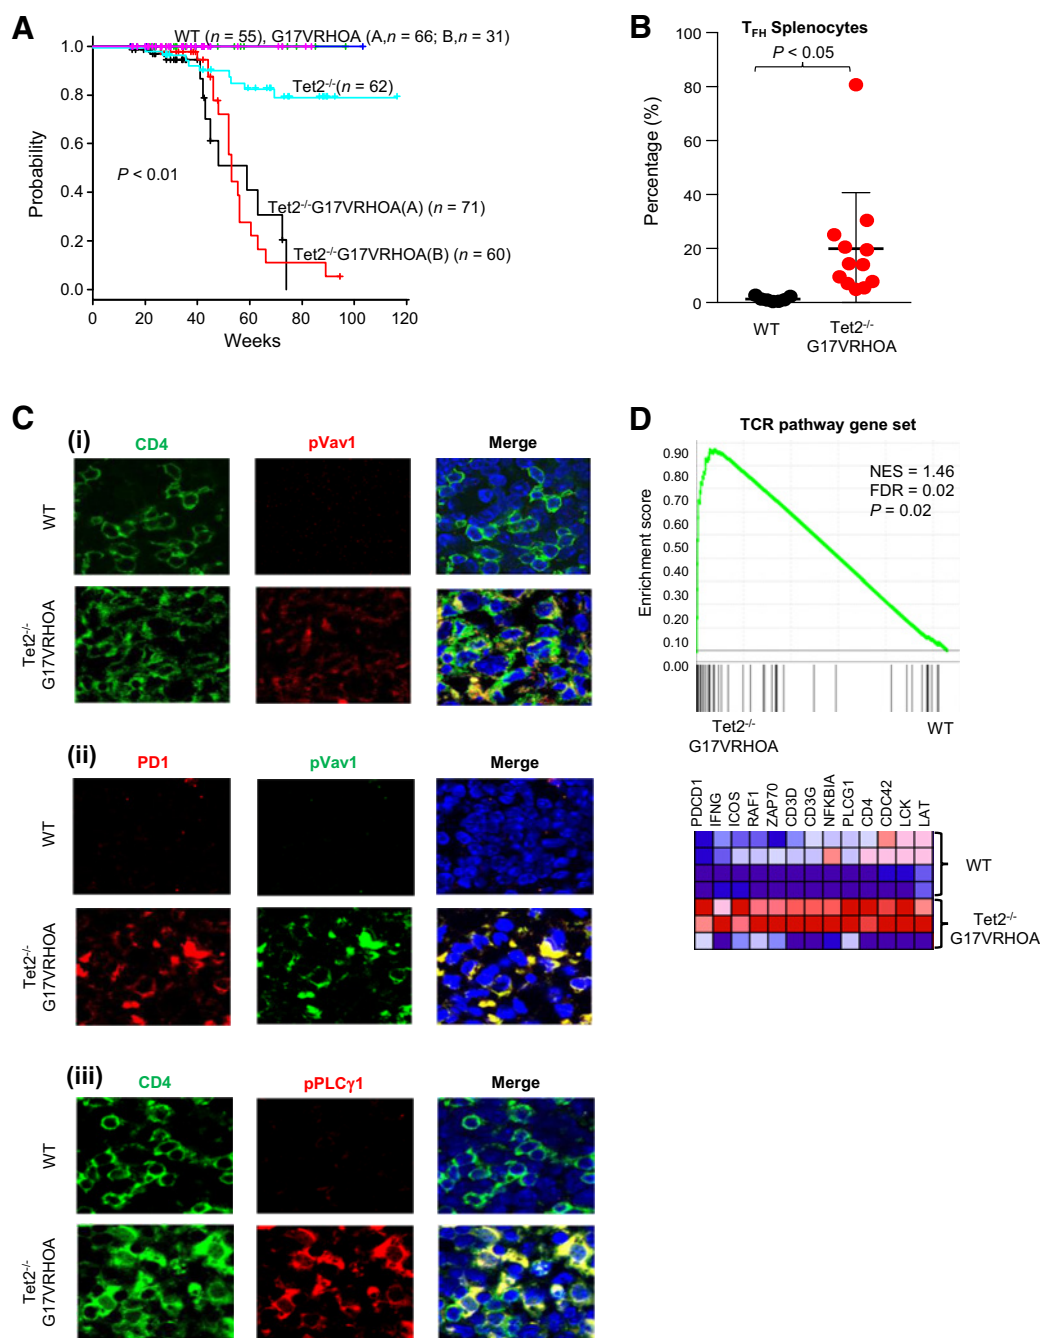 A
WT (n = 55), G17VRHOA (A,n = 66; B,n = 31)
Tet2-/-(n = 62)
P < 0.01
Tet2-/-G17VRHOA(A) (n = 71)
Tet2-/-G17VRHOA(B) (n = 60)
Probability
1.0
0.8
0.6
0.4
0.2
0.0
0 20 40 60 80 100 120
Weeks
B
TFH Splenocytes
P < 0.05
Percentage (%)
100
80
60
40
20
0
WT
Tet2-/-
G17VRHOA
C
(i)
CD4 pVav1 Merge
WT
Tet2-/-
G17VRHOA
(ii)
PD1 pVav1 Merge
WT
Tet2-/-
G17VRHOA
(iii)
CD4 pPLCγ1 Merge
WT
Tet2-/-
G17VRHOA
D
TCR pathway gene set
NES = 1.46
FDR = 0.02
P = 0.02
Enrichment score
0.90
0.70
0.60
0.50
0.40
0.30
0.20
0.10
0.00
Tet2-/-
G17VRHOA
WT
PDCD1
IFNG
ICOS
RAF1
ZAP70
CD3D
CD3G
NFKBIA
PLCG1
CD4
CDC42
LCK
LAT
WT
Tet2-/-
G17VRHOA